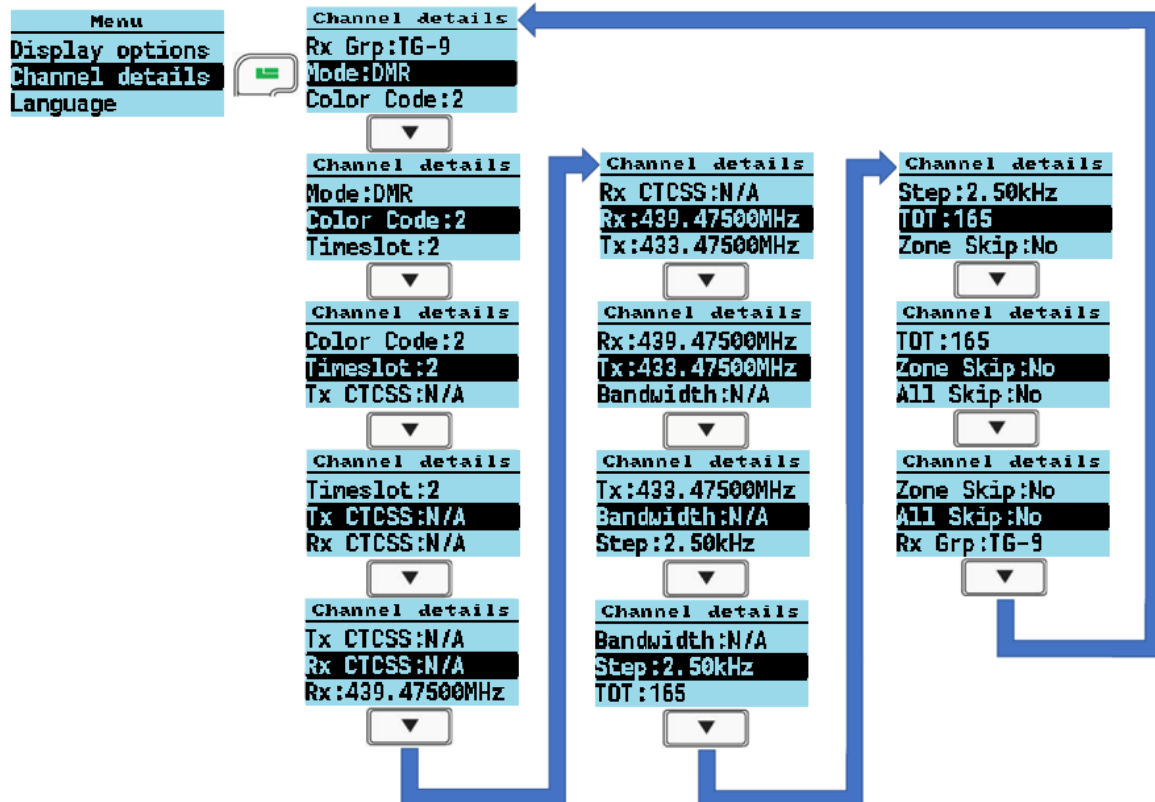 Menu
Display options
Channel details
Language
Channel details
Rx Grp:TG-9
Mode:DMR
Color Code:2
Channel details
Mode:DMR
Color Code:2
Timeslot:2
Channel details
Color Code:2
Timeslot:2
Tx CTCSS:N/A
Channel details
Timeslot:2
Tx CTCSS:N/A
Rx CTCSS:N/A
Channel details
Tx CTCSS:N/A
Rx CTCSS:N/A
Rx:439.47500MHz
Channel details
Rx CTCSS:N/A
Rx:439.47500MHz
Tx:433.47500MHz
Channel details
Rx:439.47500MHz
Tx:433.47500MHz
Bandwidth:N/A
Channel details
Tx:433.47500MHz
Bandwidth:N/A
Step:2.50kHz
Channel details
Bandwidth:N/A
Step:2.50kHz
TOT:165
Channel details
Step:2.50kHz
TOT:165
Zone Skip:No
Channel details
TOT:165
Zone Skip:No
All Skip:No
Channel details
Zone Skip:No
All Skip:No
Rx Grp:TG-9